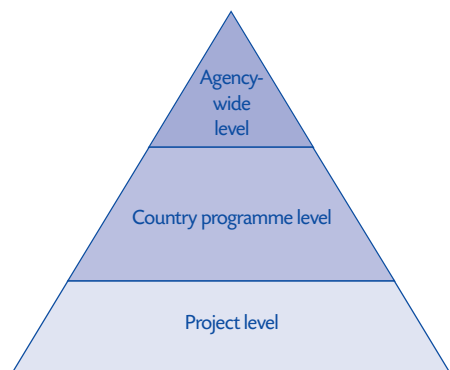 Agency-
wide
level
Country programme level
Project level